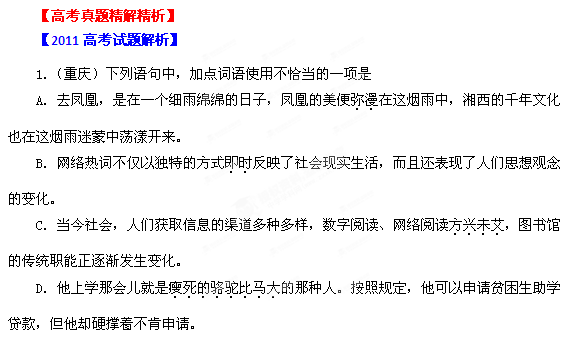 【高考真题精解精析】
【2011高考试题解析】
1.（重庆）下列语句中，加点词语使用不恰当的一项是
A. 去凤凰，是在一个细雨绵绵的日子，凤凰的美便弥漫在这烟雨中，湘西的千年文化
也在这烟雨迷蒙中荡漾开来。
B. 网络热词不仅以独特的方式即时反映了社会现实生活，而且还表现了人们思想观念
的变化。
C. 当今社会，人们获取信息的渠道多种多样，数字阅读、网络阅读方兴未艾，图书馆
的传统职能正逐渐发生变化。
D. 他上学那会儿就是瘦死的骆驼比马大的那种人。按照规定，他可以申请贫困生助学
贷款，但他却硬撑着不肯申请。